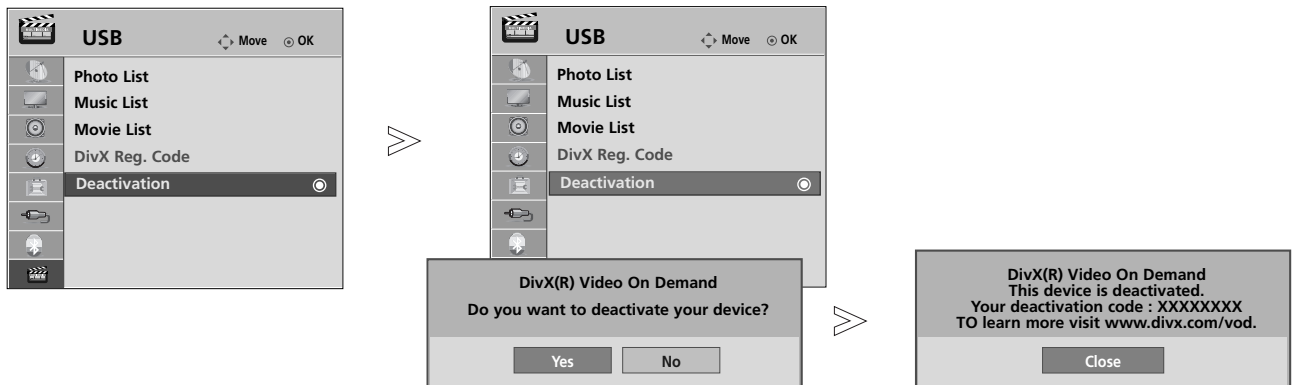 USB
Move OK
Photo List
Music List
Movie List
DivX Reg. Code
Deactivation
USB
Move OK
Photo List
Music List
Movie List
DivX Reg. Code
Deactivation
DivX(R) Video On Demand
Do you want to deactivate your device?
Yes No
DivX(R) Video On Demand
This device is deactivated.
Your deactivation code : XXXXXXXX
TO learn more visit www.divx.com/vod.
Close